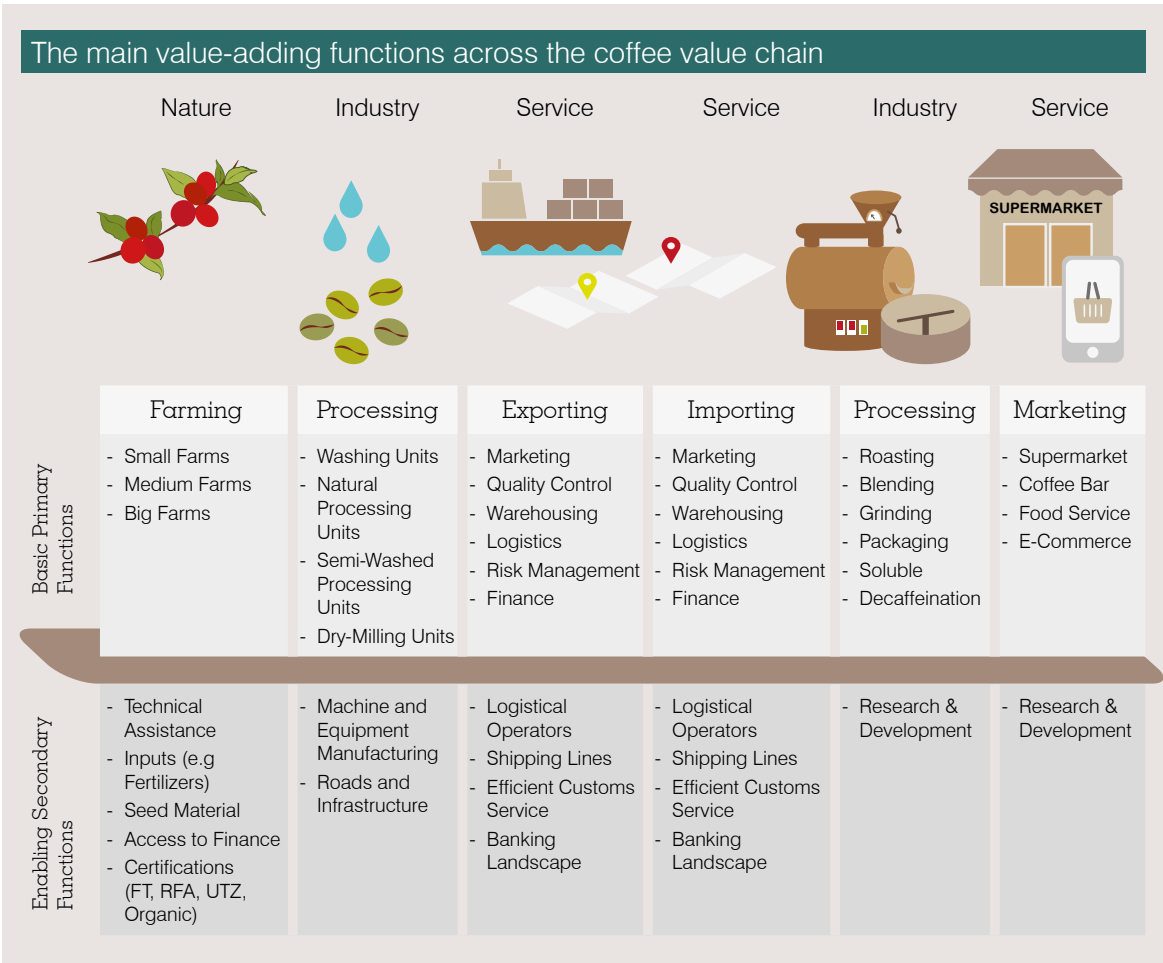 The main value-adding functions across the coffee value chain
Nature
Industry
Service
Service
Industry
Service
SUPERMARKET
Basic Primary
Functions
Farming
- Small Farms
- Medium Farms
- Big Farms
Processing
- Washing Units
- Natural
Processing
Units
- Semi-Washed
Processing
Units
- Dry-Milling Units
Exporting
- Marketing
- Quality Control
- Warehousing
- Logistics
- Risk Management
- Finance
Importing
- Marketing
- Quality Control
- Warehousing
- Logistics
- Risk Management
- Finance
Processing
- Roasting
- Blending
- Grinding
- Packaging
- Soluble
- Decaffeination
Marketing
- Supermarket
- Coffee Bar
- Food Service
- E-Commerce
Enabling Secondary
Functions
- Technical
Assistance
- Inputs (e.g
Fertilizers)
- Seed Material
- Access to Finance
- Certifications
(FT, RFA, UTZ,
Organic)
- Machine and
Equipment
Manufacturing
- Roads and
Infrastructure
- Logistical
Operators
- Shipping Lines
- Efficient Customs
Service
- Banking
Landscape
- Logistical
Operators
- Shipping Lines
- Efficient Customs
Service
- Banking
Landscape
- Research &
Development
- Research &
Development